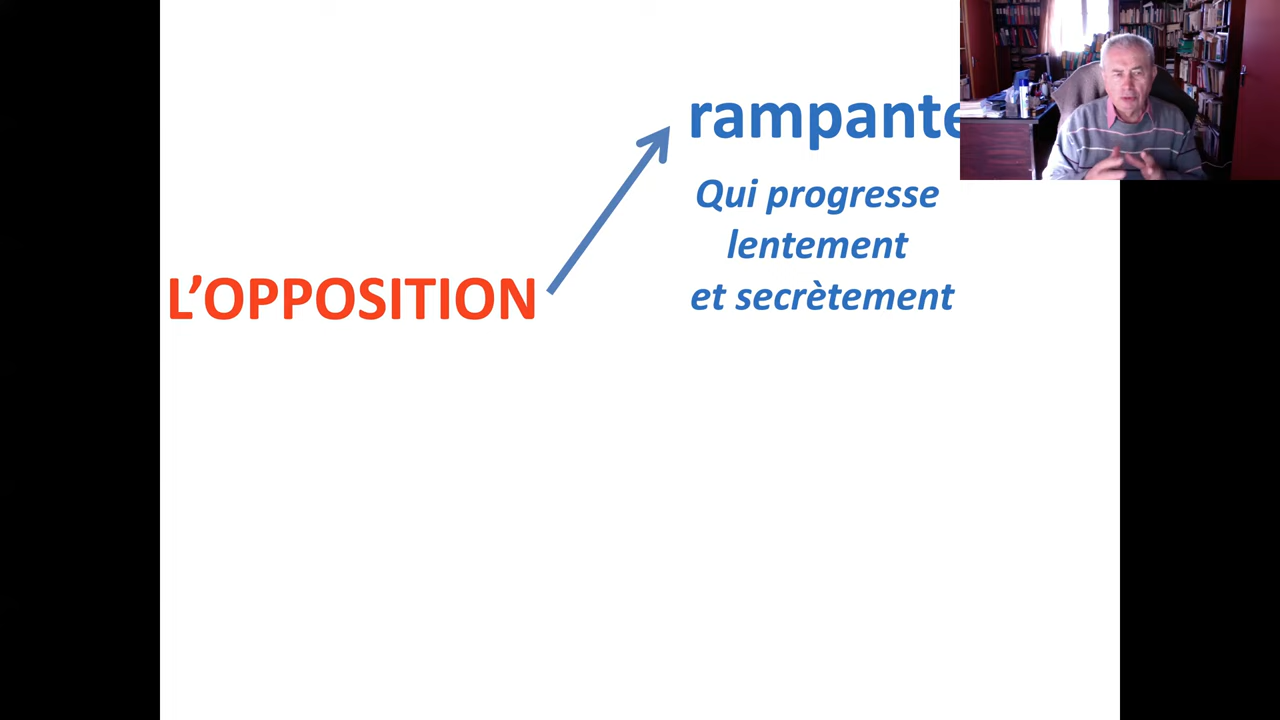 rampante
Qui progresse
lentement
et secrètement
L’OPPOSITION